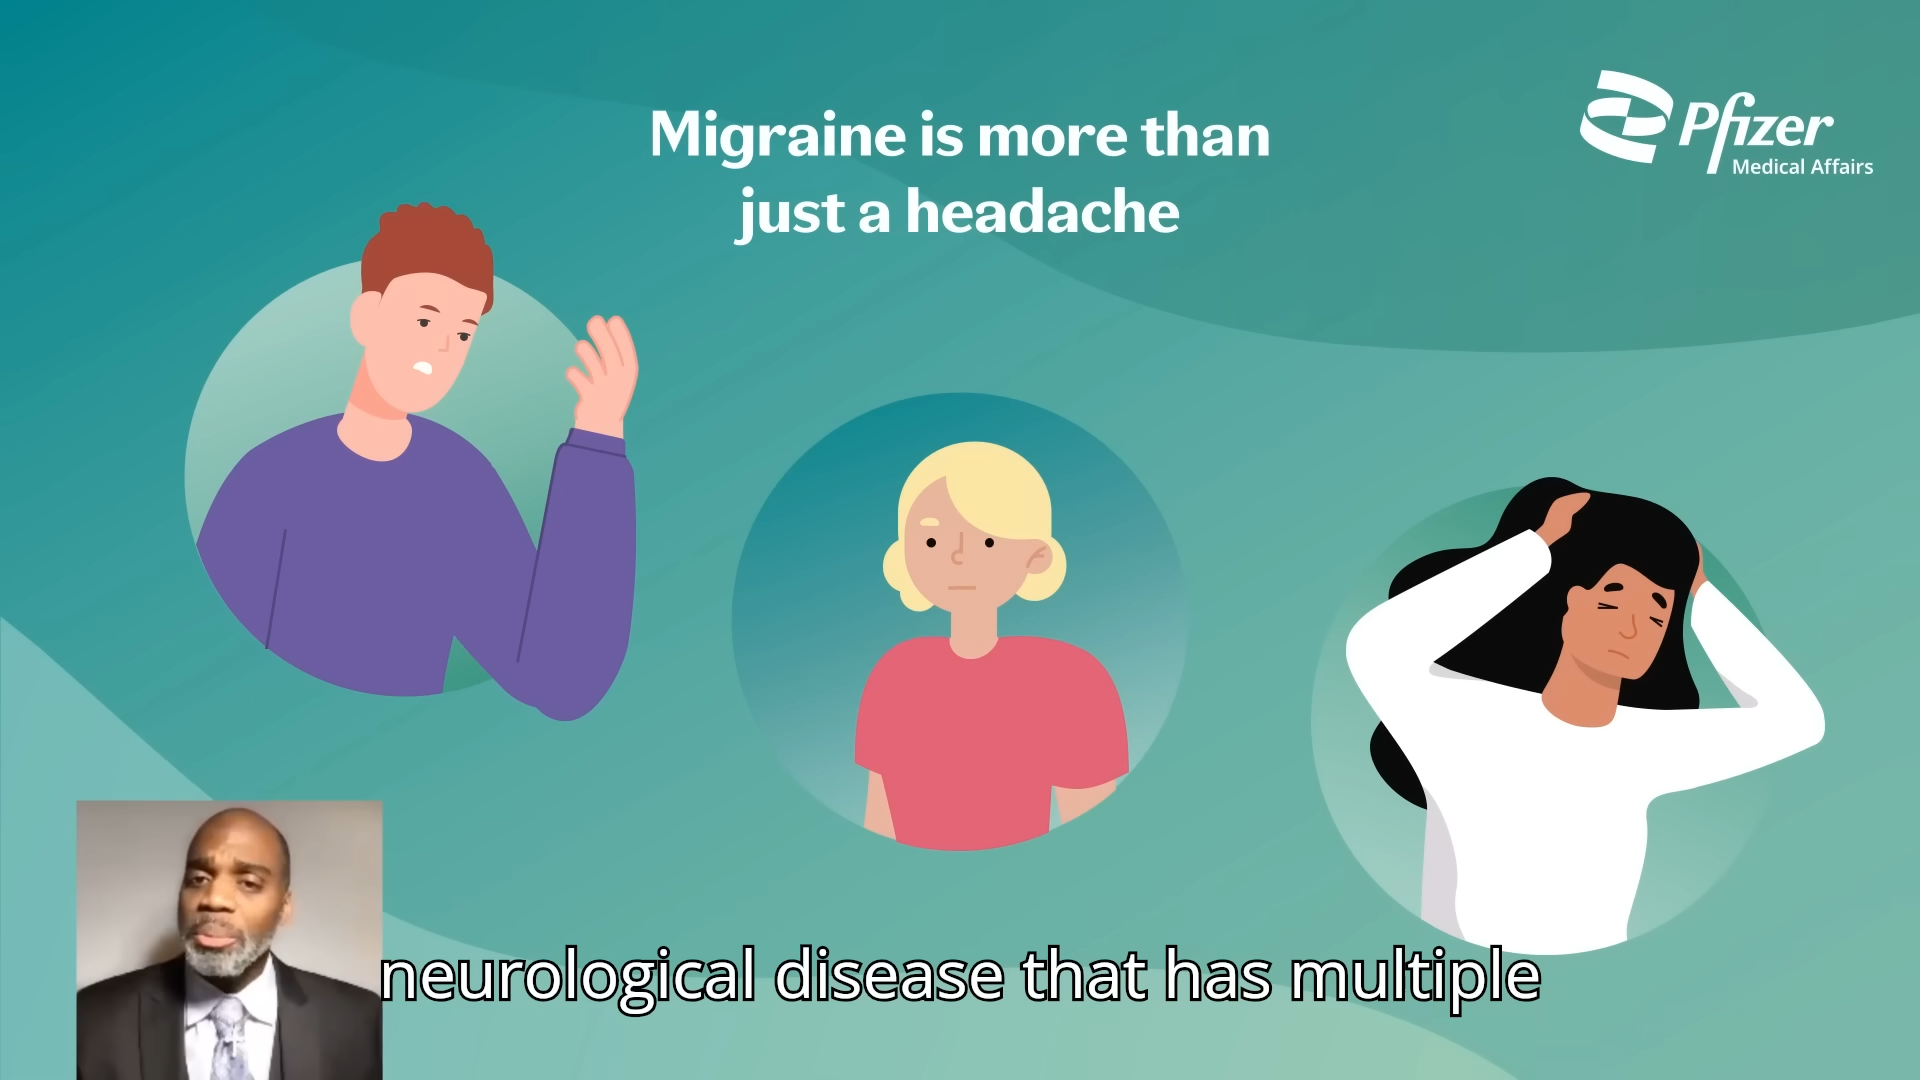 Migraine is more than
just a headache
Pfizer
Medical Affairs
neurological disease that has multiple